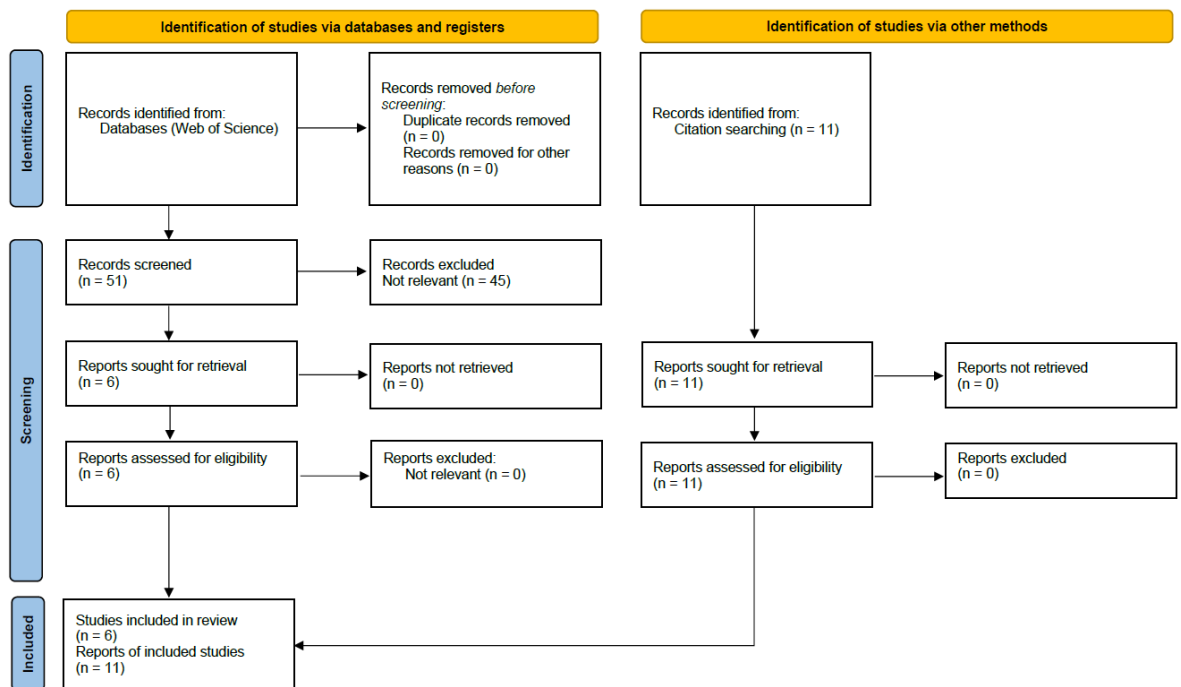 Identification of studies via databases and registers
Identification of studies via other methods
Identification
Records identified from:
Databases (Web of Science)
Records removed before
screening:
Duplicate records removed
(n = 0)
Records removed for other
reasons (n = 0)
Records identified from:
Citation searching (n = 11)
Screening
Records screened
(n = 51)
Records excluded
Not relevant (n = 45)
Reports sought for retrieval
(n = 6)
Reports not retrieved
(n = 0)
Reports sought for retrieval
(n = 11)
Reports not retrieved
(n = 0)
Reports assessed for eligibility
(n = 6)
Reports excluded:
Not relevant (n = 0)
Reports assessed for eligibility
(n = 11)
Reports excluded
(n = 0)
Included
Studies included in review
(n = 6)
Reports of included studies
(n = 11)